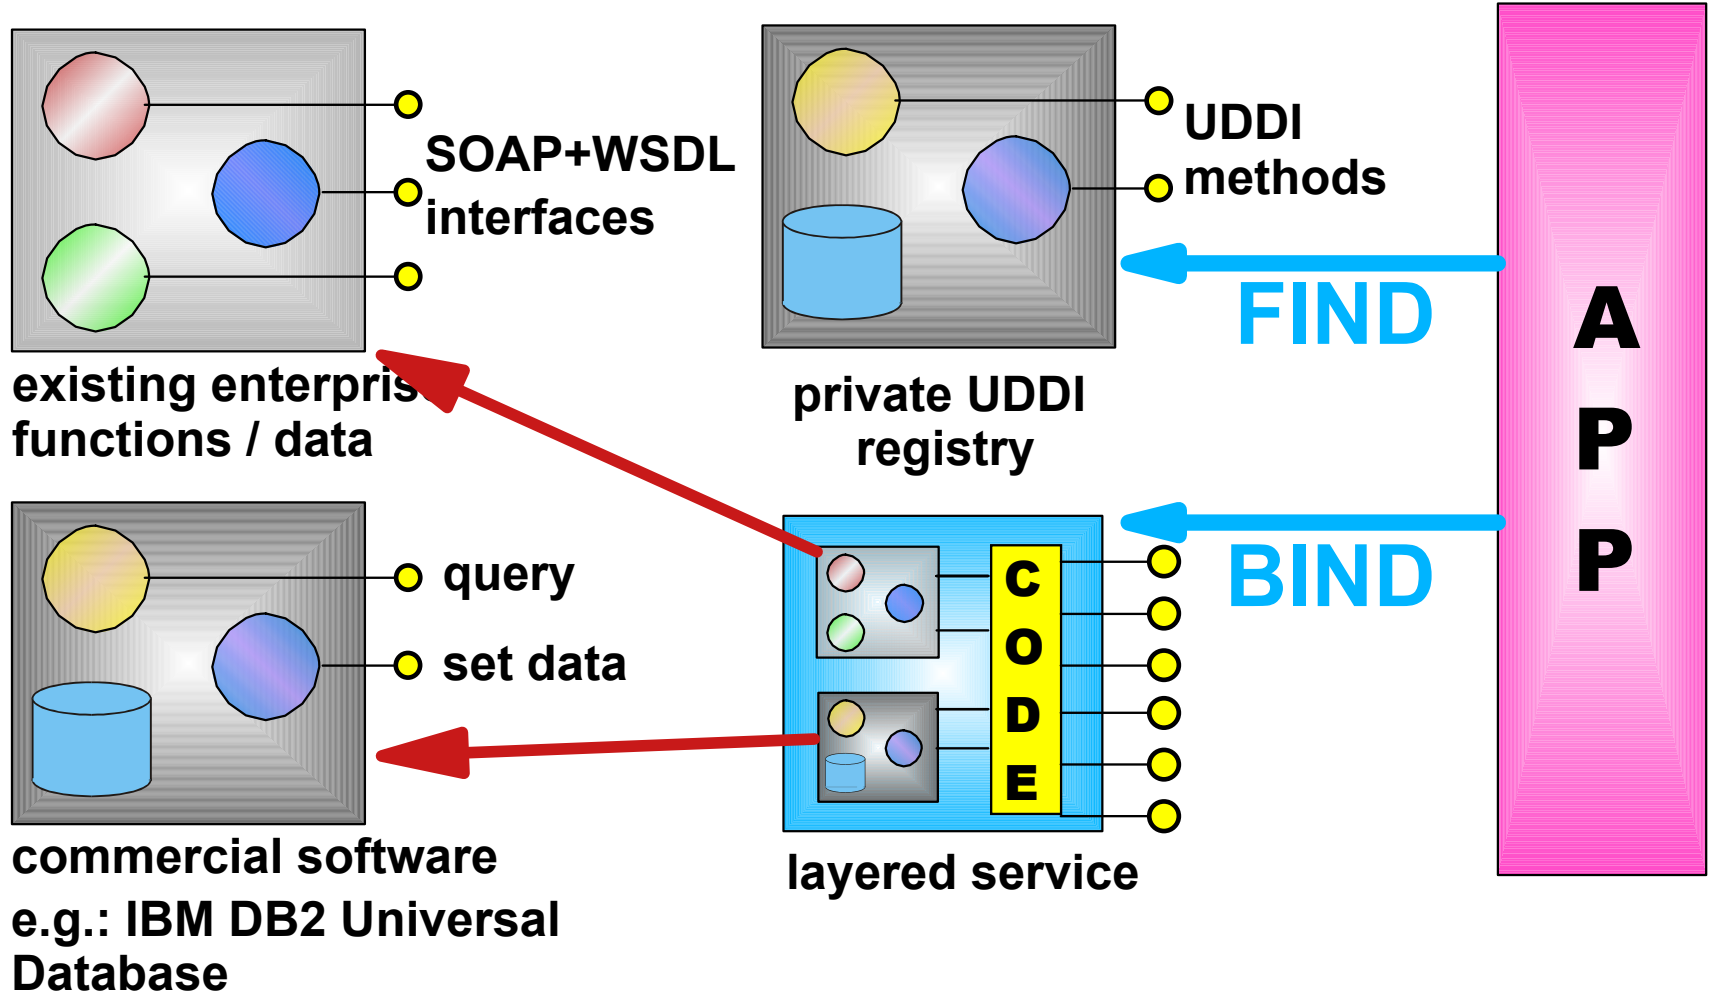 SOAP+WSDL
interfaces
existing enterprise
functions / data
UDDI
methods
private UDDI
registry
FIND
BIND
A
P
P
query
set data
commercial software
e.g.: IBM DB2 Universal
Database
C
O
D
E
layered service